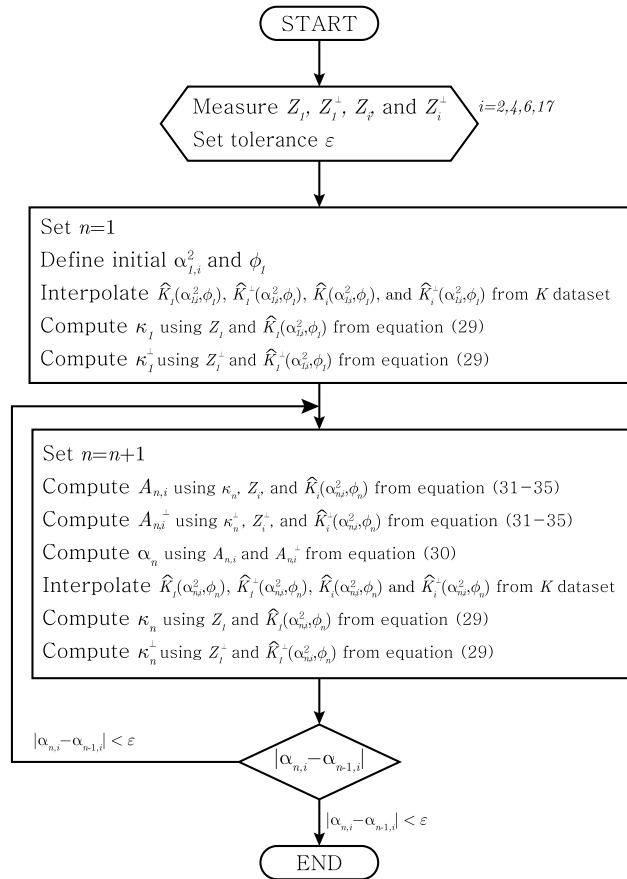 START
Measure Z₁, Z₁^⊥, Zᵢ, and Zᵢ^⊥
Set tolerance ε
i=2,4,6,17
Set n=1
Define initial α²₁,ᵢ and ϕ₁
Interpolate K̂₁(α²₁,ᵢ,ϕ₁), K̂₁^⊥(α²₁,ᵢ,ϕ₁), K̂ᵢ(α²₁,ᵢ,ϕ₁), and K̂ᵢ^⊥(α²₁,ᵢ,ϕ₁) from K dataset
Compute κ₁ using Z₁ and K̂₁(α²₁,ᵢ,ϕ₁) from equation (29)
Compute κ₁^⊥ using Z₁^⊥ and K̂₁^⊥(α²₁,ᵢ,ϕ₁) from equation (29)
Set n=n+1
Compute Aₙ,ᵢ using κₙ, Zᵢ, and K̂ᵢ(α²ₙ,ᵢ,ϕₙ) from equation (31−35)
Compute Aₙ,ᵢ^⊥ using κₙ^⊥, Zᵢ^⊥, and K̂ᵢ^⊥(α²ₙ,ᵢ,ϕₙ) from equation (31−35)
Compute αₙ using Aₙ,ᵢ and Aₙ,ᵢ^⊥ from equation (30)
Interpolate K̂₁(α²ₙ,ᵢ,ϕₙ), K̂₁^⊥(α²ₙ,ᵢ,ϕₙ), K̂ᵢ(α²ₙ,ᵢ,ϕₙ) and K̂ᵢ^⊥(α²ₙ,ᵢ,ϕₙ) from K dataset
Compute κₙ using Z₁ and K̂₁(α²ₙ,ᵢ,ϕₙ) from equation (29)
Compute κₙ^⊥ using Z₁^⊥ and K̂₁^⊥(α²ₙ,ᵢ,ϕₙ) from equation (29)
|αₙ,ᵢ−αₙ₋₁,ᵢ| < ε
|αₙ,ᵢ−αₙ₋₁,ᵢ|
|αₙ,ᵢ−αₙ₋₁,ᵢ| < ε
END